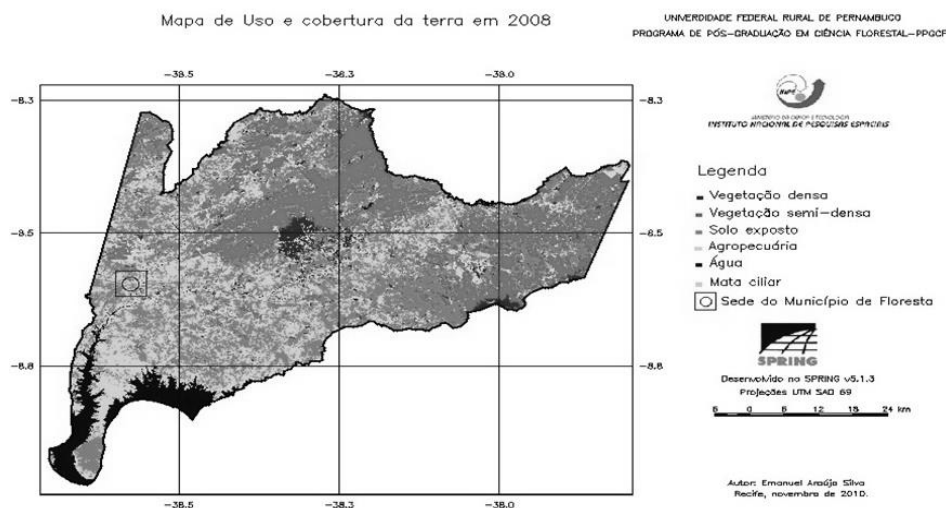 Mapa de Uso e cobertura da terra em 2008
UNIVERDIDADE FEDERAL RURAL DE PERNAMBUCO
PROGRAMA DE PÓS-GRADUAÇÃO EM CIÊNCIA FLORESTAL-PPGCF
-38.5 -38.3 -38.0
-8.3 -8.3
INSTITUTO NACIONAL DE PESQUISAS ESPACIAIS
Legenda
Vegetação densa
Vegetação semi-densa
Solo exposto
-8.5 -8.5
Agropecuária
Água
Mata ciliar
Sede do Município de Floresta
SPRING
-8.8 -8.8
Desenvolvido no SPRING v5.1.3
Projeções UTM SAD 69
6 0 6 12 18 24 km
Autor: Emanuel Araújo Silva
Recife, novembro de 2010.
-38.5 -38.3 -38.0